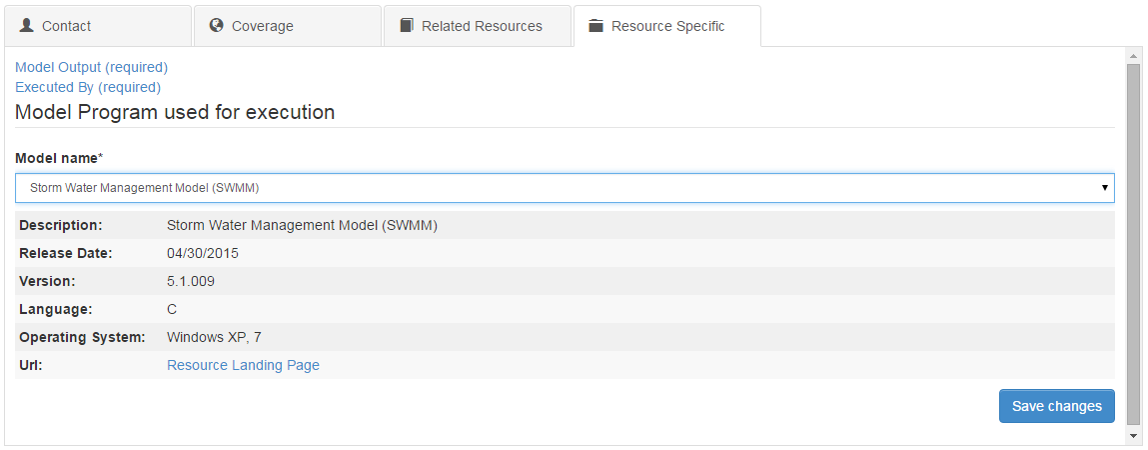 Contact Coverage Related Resources Resource Specific
Model Output (required)
Executed By (required)
Model Program used for execution
Model name*
Storm Water Management Model (SWMM)
Description: Storm Water Management Model (SWMM)
Release Date: 04/30/2015
Version: 5.1.009
Language: C
Operating System: Windows XP, 7
Url: Resource Landing Page
Save changes